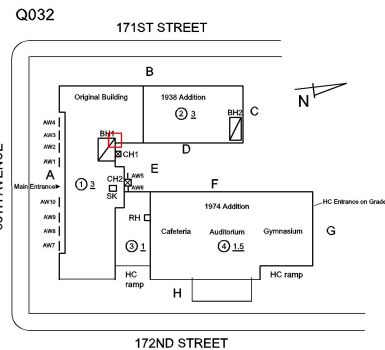 Q032
171ST STREET
B
Original Building
1938 Addition
BH2
C
N
② 3
AW4
AW3
AW2
AW1
BH1
CH1
D
E
A
Main Entrance
① 3
CH2
SK
AW5
AW6
F
AW10
AW9
AW8
AW7
RH
1974 Addition
HC Entrance on Grade
Cafeteria
Auditorium
Gymnasium
G
③ 1
④ 1.5
HC
ramp
HC ramp
H
172ND STREET